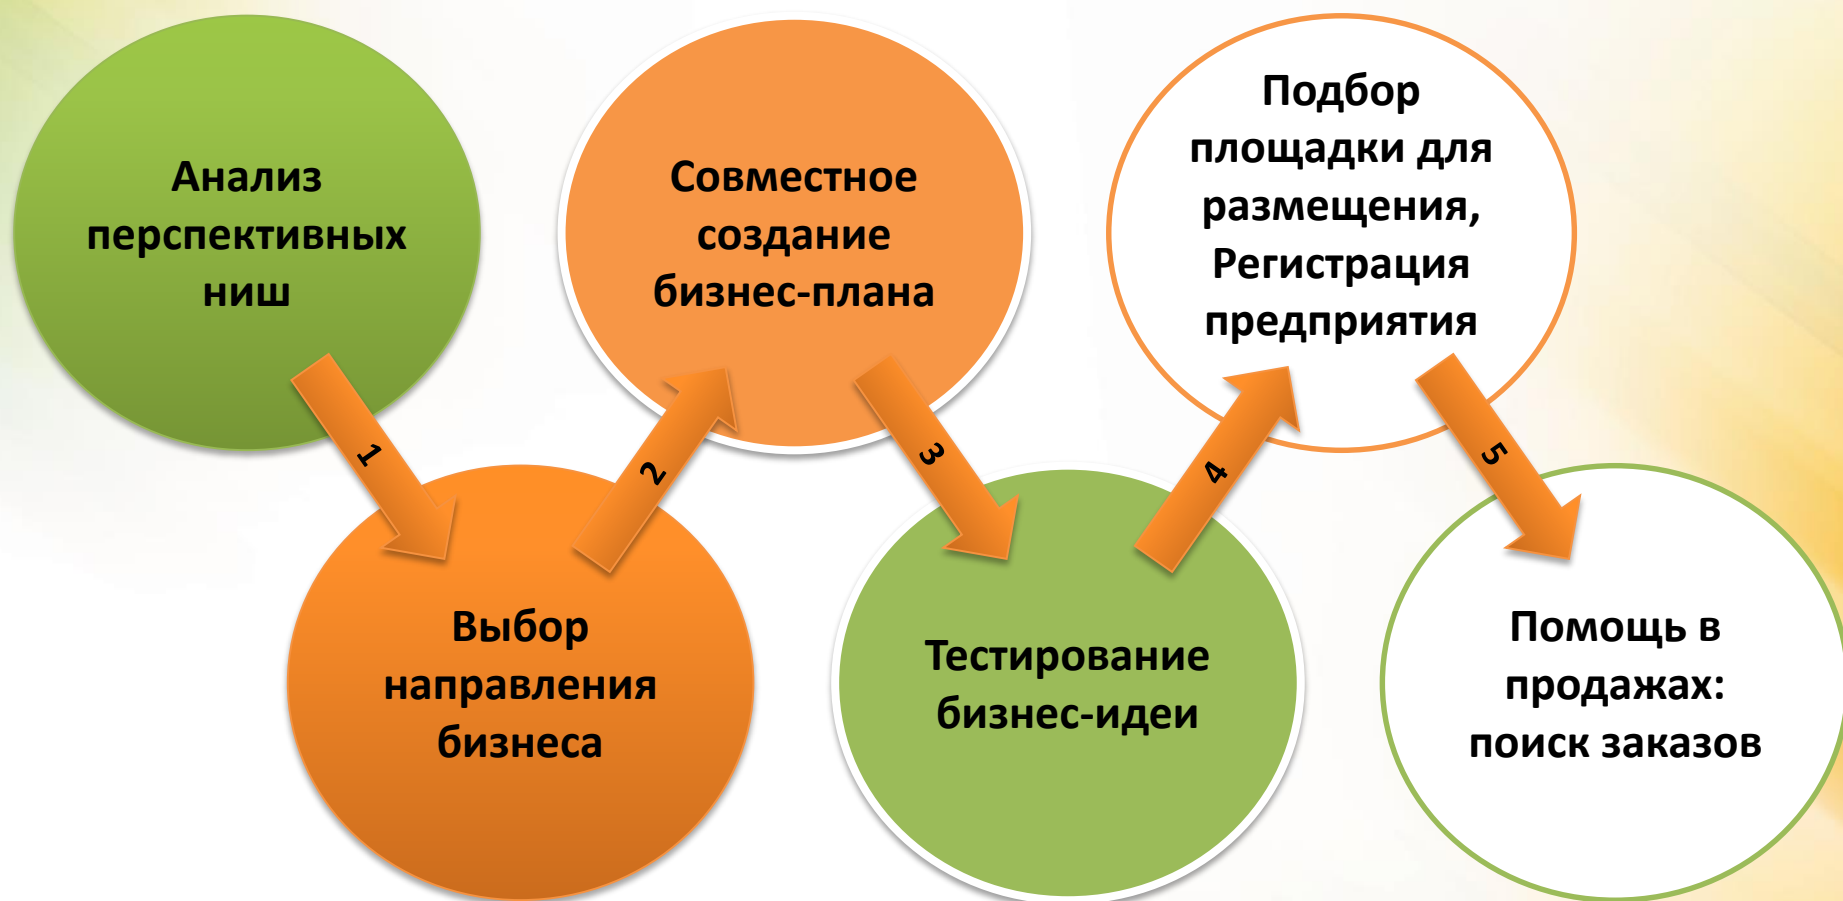 Анализ
перспективных
ниш
1
Выбор
направления
бизнеса
2
Совместное
создание
бизнес-плана
3
Тестирование
бизнес-идеи
4
Подбор
площадки для
размещения,
Регистрация
предприятия
5
Помощь в
продажах:
поиск заказов